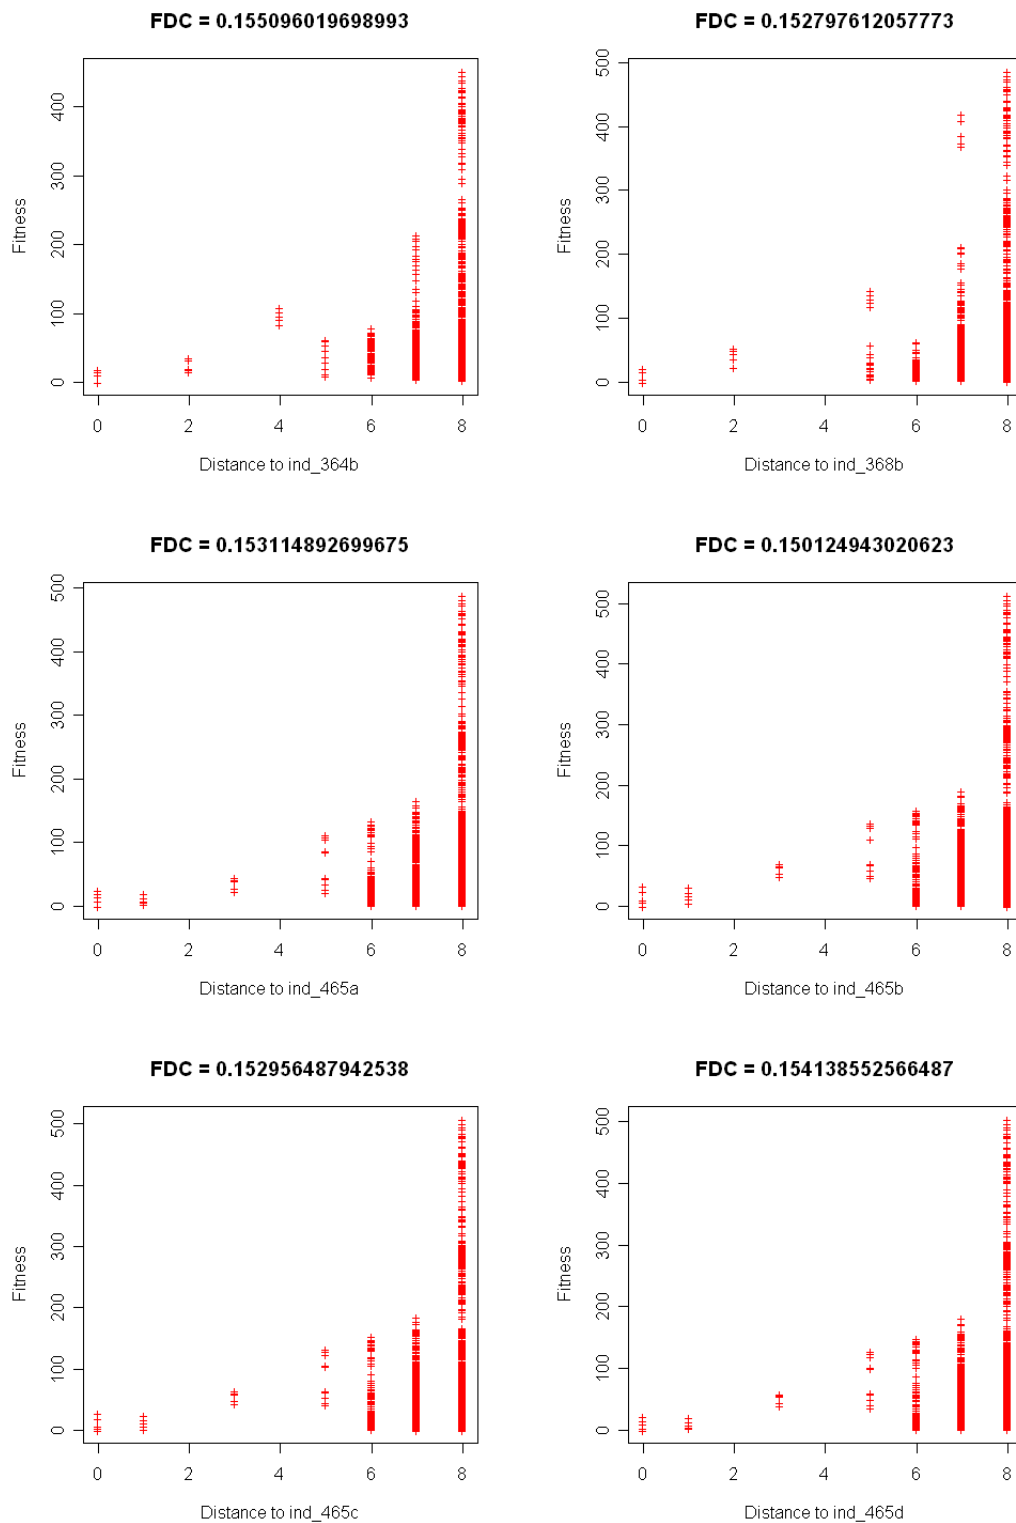 FDC = 0.155096019698993
FDC = 0.152797612057773
Fitness
0 100 200 300 400
0 2 4 6 8
Distance to ind_364b
Fitness
0 100 200 300 400 500
0 2 4 6 8
Distance to ind_368b
FDC = 0.153114892699675
FDC = 0.150124943020623
Fitness
0 100 200 300 400 500
0 2 4 6 8
Distance to ind_465a
Fitness
0 100 200 300 400 500
0 2 4 6 8
Distance to ind_465b
FDC = 0.152956487942538
FDC = 0.154138552566487
Fitness
0 100 200 300 400 500
0 2 4 6 8
Distance to ind_465c
Fitness
0 100 200 300 400 500
0 2 4 6 8
Distance to ind_465d